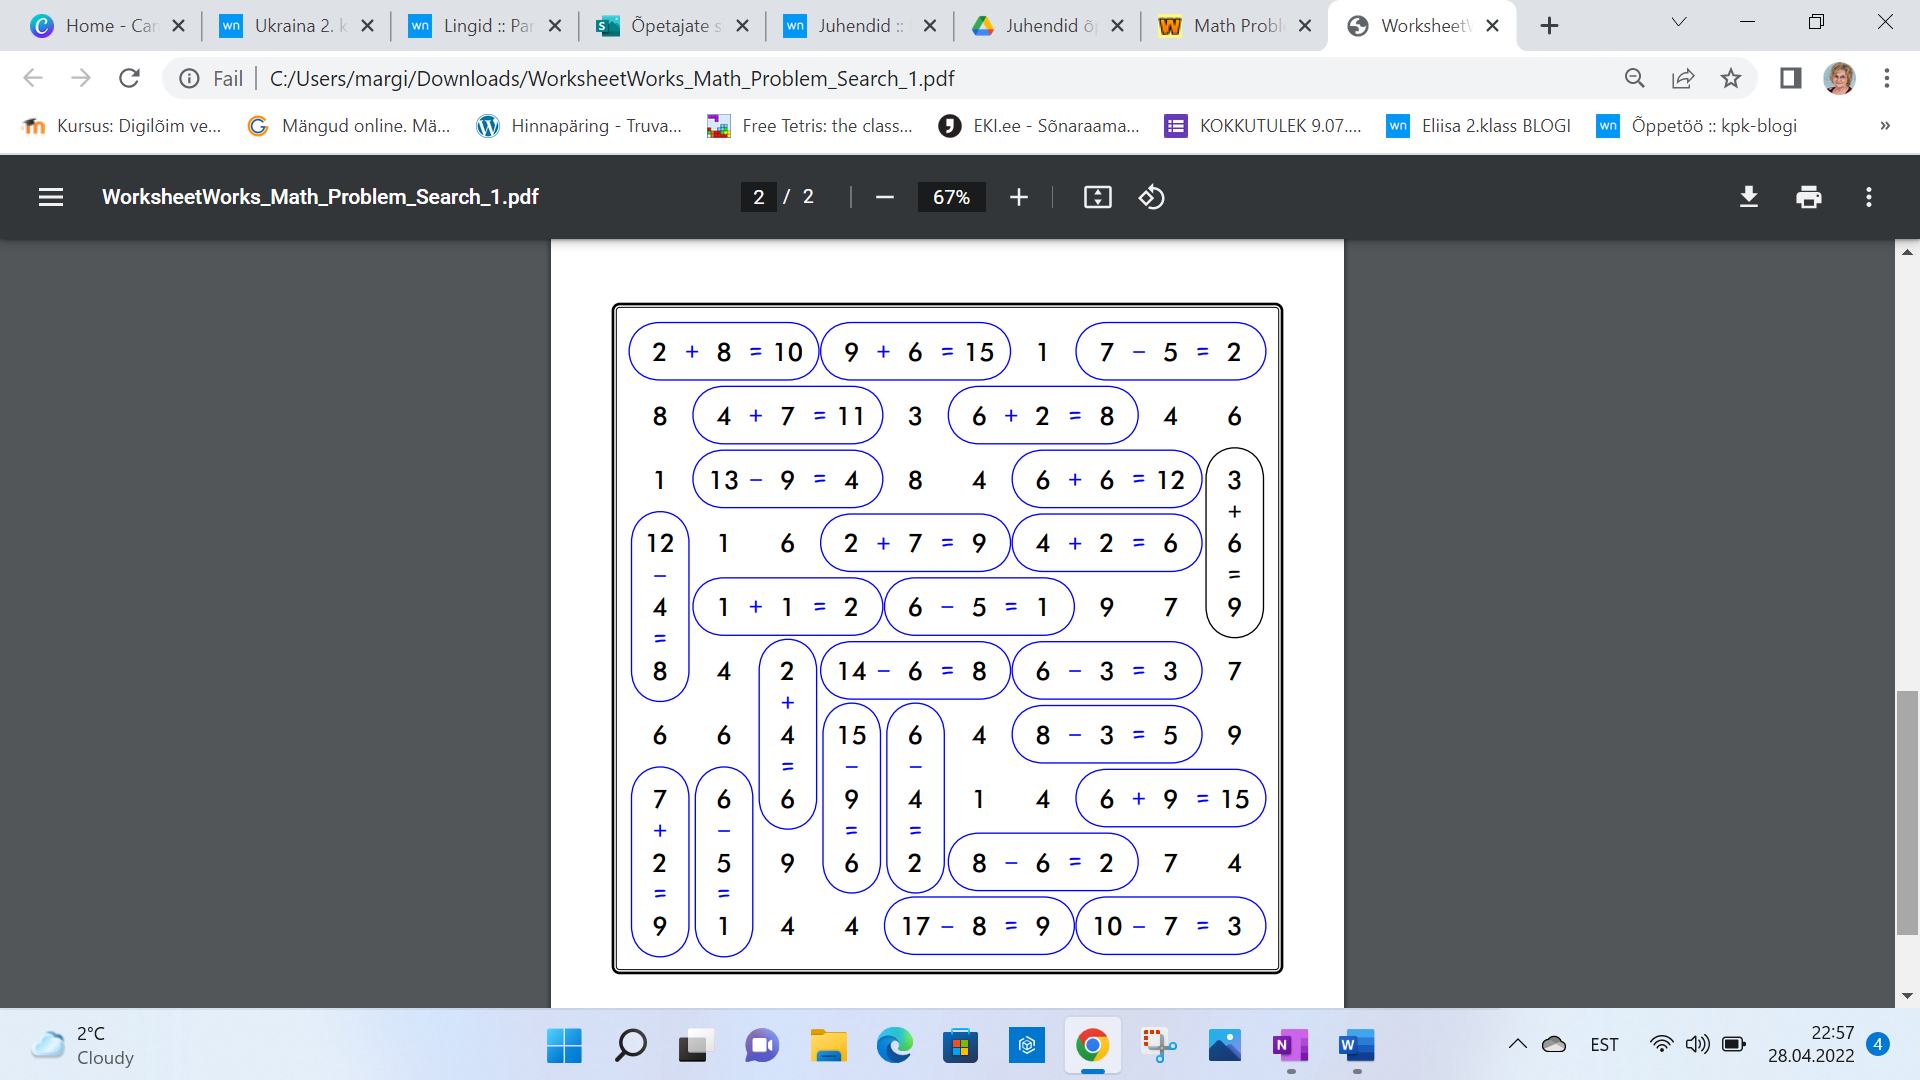 Home - Car
Ukraina 2. k
Lingid :: Par
Õpetajate s
Juhendid ::
Juhendid õp
Math Proble
WorksheetW
Fail C:/Users/margi/Downloads/WorksheetWorks_Math_Problem_Search_1.pdf
Kursus: Digilõim ve... Mängud online. Mä... Hinnapäring - Truva... Free Tetris: the class... EKI.ee - Sõnaraama... KOKKUTULEK 9.07.... Eliisa 2.klass BLOGI Õppetöö :: kpk-blogi »
WorksheetWorks_Math_Problem_Search_1.pdf 2 / 2 67%
2 + 8 = 10 9 + 6 = 15 1 7 − 5 = 2
8 4 + 7 = 11 3 6 + 2 = 8 4 6
1 13 − 9 = 4 8 4 6 + 6 = 12 3
+
12 1 6 2 + 7 = 9 4 + 2 = 6 6
− =
4 1 + 1 = 2 6 − 5 = 1 9 7 9
=
8 4 2 14 − 6 = 8 6 − 3 = 3 7
+
6 6 4 15 6 4 8 − 3 = 5 9
= − −
7 6 6 9 4 1 4 6 + 9 = 15
+ − = =
2 5 9 6 2 8 − 6 = 2 7 4
= =
9 1 4 4 17 − 8 = 9 10 − 7 = 3
2°C
Cloudy
EST
22:57
28.04.2022
4